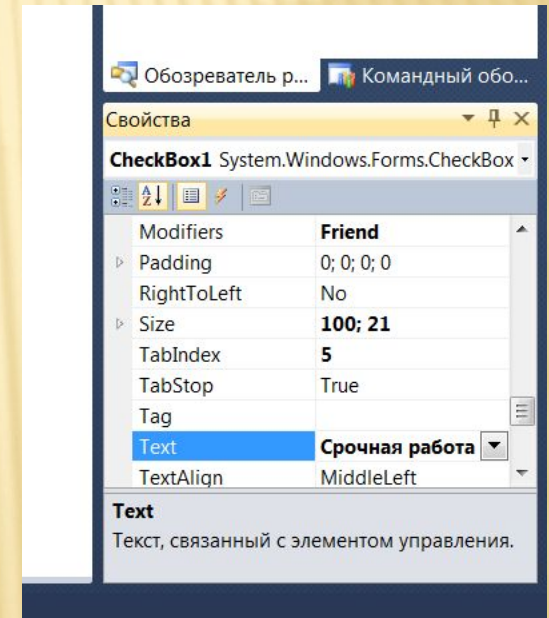 Обозреватель р... Командный обо...
Свойства
CheckBox1 System.Windows.Forms.CheckBox
Modifiers Friend
Padding 0; 0; 0; 0
RightToLeft No
Size 100; 21
TabIndex 5
TabStop True
Tag
Text Срочная работа
TextAlign MiddleLeft
Text
Текст, связанный с элементом управления.